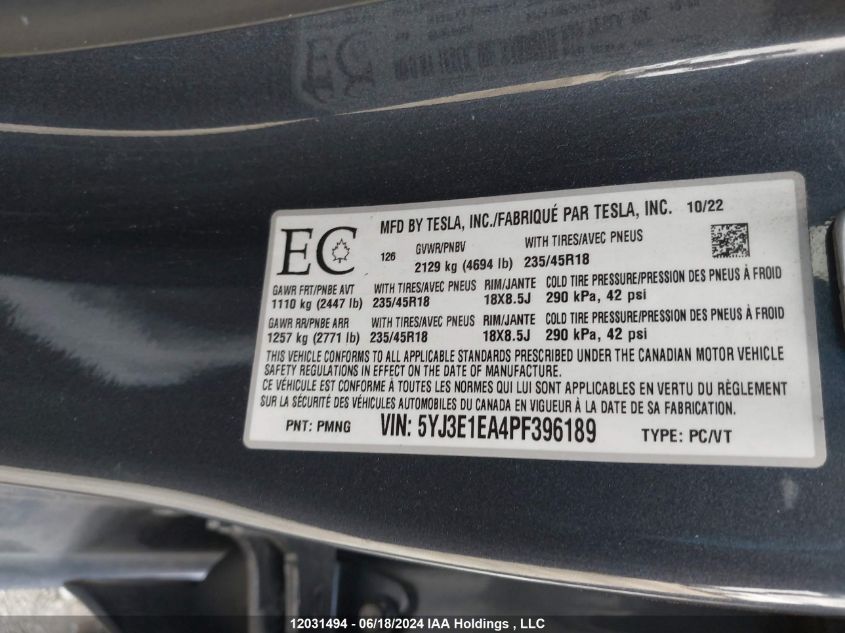 EC
MFD BY TESLA, INC./FABRIQUÉ PAR TESLA, INC. 10/22
126 GVWR/PNBV WITH TIRES/AVEC PNEUS
2129 kg (4694 lb) 235/45R18
GAWR FRT/PNBE AVT WITH TIRES/AVEC PNEUS RIM/JANTE COLD TIRE PRESSURE/PRESSION DES PNEUS À FROID
1110 kg (2447 lb) 235/45R18 18X8.5J 290 kPa, 42 psi
GAWR RR/PNBE ARR WITH TIRES/AVEC PNEUS RIM/JANTE COLD TIRE PRESSURE/PRESSION DES PNEUS À FROID
1257 kg (2771 lb) 235/45R18 18X8.5J 290 kPa, 42 psi
THIS VEHICLE CONFORMS TO ALL APPLICABLE STANDARDS PRESCRIBED UNDER THE CANADIAN MOTOR VEHICLE
SAFETY REGULATIONS IN EFFECT ON THE DATE OF MANUFACTURE.
CE VÉHICULE EST CONFORME À TOUTES LES NORMES QUI LUI SONT APPLICABLES EN VERTU DU RÈGLEMENT
SUR LA SÉCURITÉ DES VÉHICULES AUTOMOBILES DU CANADA EN VIGUEUR À LA DATE DE SA FABRICATION.
PNT: PMNG VIN: 5YJ3E1EA4PF396189 TYPE: PC/VT
12031494 - 06/18/2024 IAA Holdings , LLC